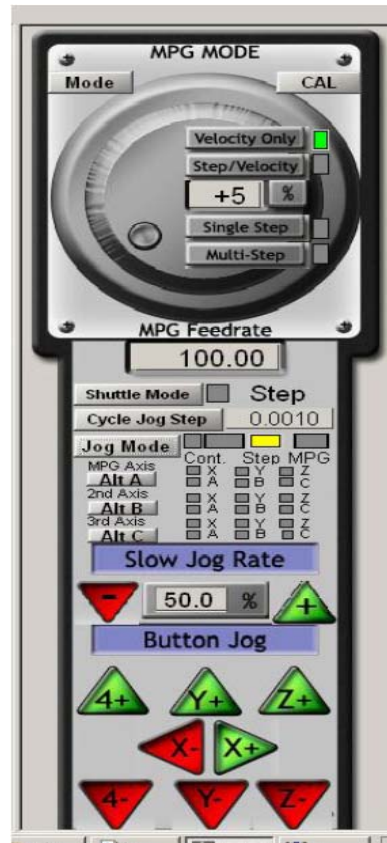 MPG MODE
Mode CAL
Velocity Only
Step/Velocity
+5 %
Single Step
Multi-Step
MPG Feedrate
100.00
Shuttle Mode Step
Cycle Jog Step 0.0010
Jog Mode Cont. Step MPG
MPG Axis X Y Z
Alt A A B C
2nd Axis X Y Z
Alt B A B C
3rd Axis X Y Z
Alt C A B C
Slow Jog Rate
- 50.0 % +
Button Jog
4+ Y+ Z+
X- X+
4- Y- Z-